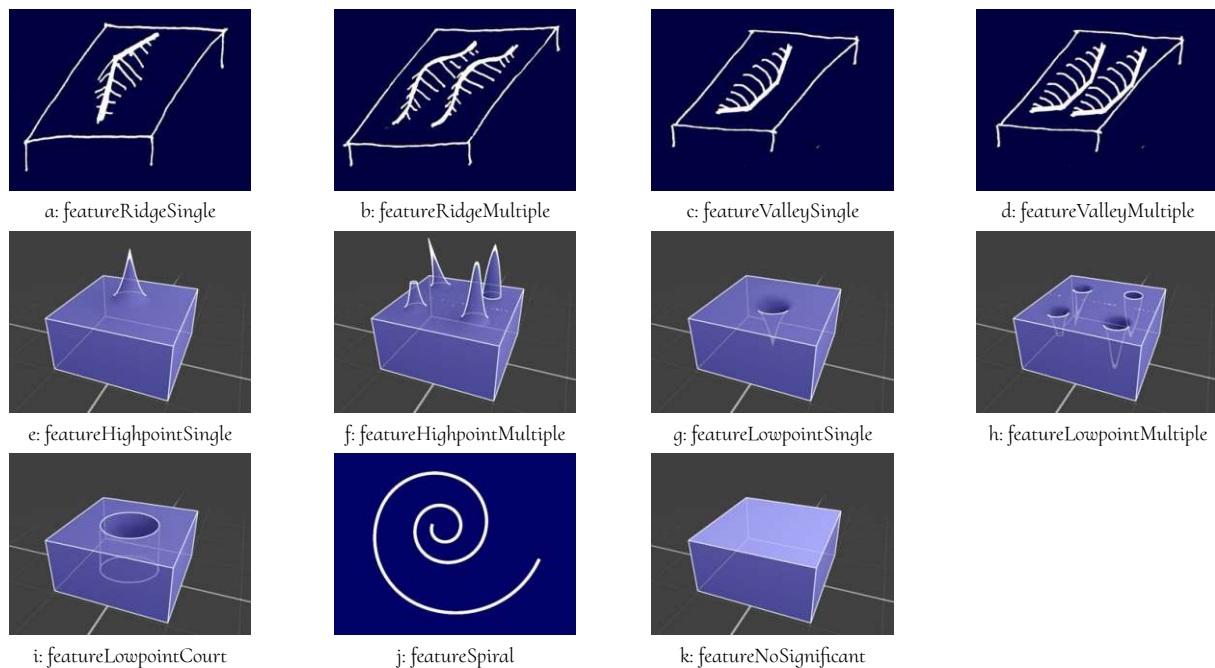 a: featureRidgeSingle
b: featureRidgeMultiple
c: featureValleySingle
d: featureValleyMultiple
e: featureHighpointSingle
f: featureHighpointMultiple
g: featureLowpointSingle
h: featureLowpointMultiple
i: featureLowpointCourt
j: featureSpiral
k: featureNoSignificant